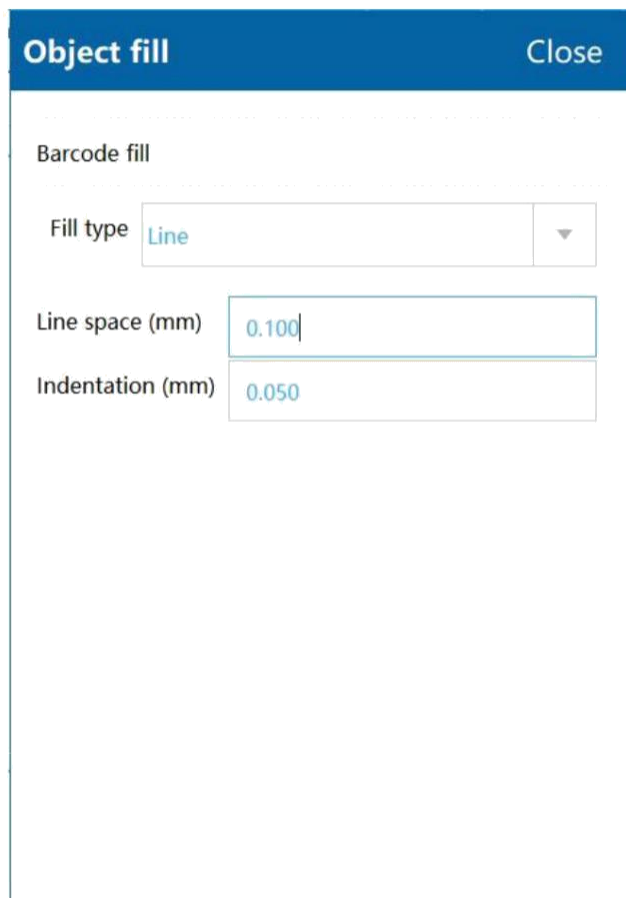 Object fill Close
Barcode fill
Fill type Line
Line space (mm) 0.100
Indentation (mm) 0.050